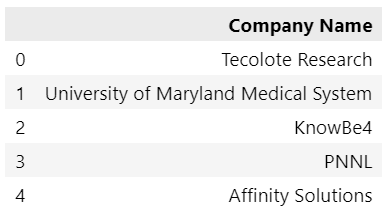 Company Name
0 Tecolote Research
1 University of Maryland Medical System
2 KnowBe4
3 PNNL
4 Affinity Solutions